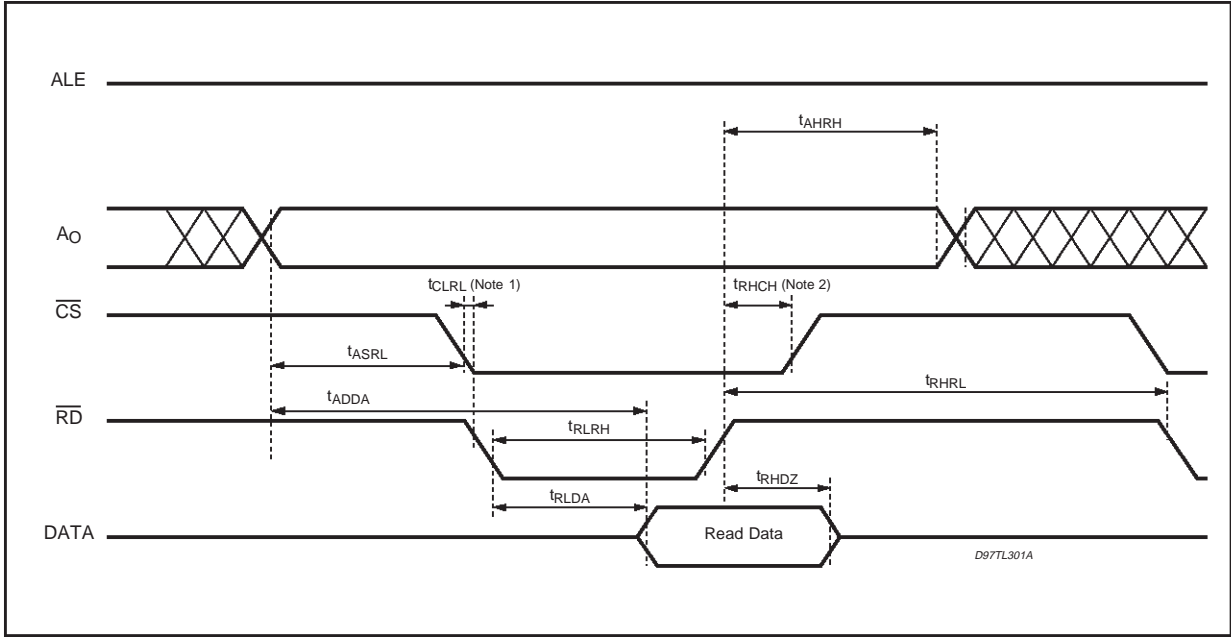 ALE
tAHRH
AO
tCLRL (Note 1)
tRHCH (Note 2)
CS
tASRL
tRHRL
tADDA
RD
tRLRH
tRHDZ
tRLDA
DATA
Read Data
D97TL301A